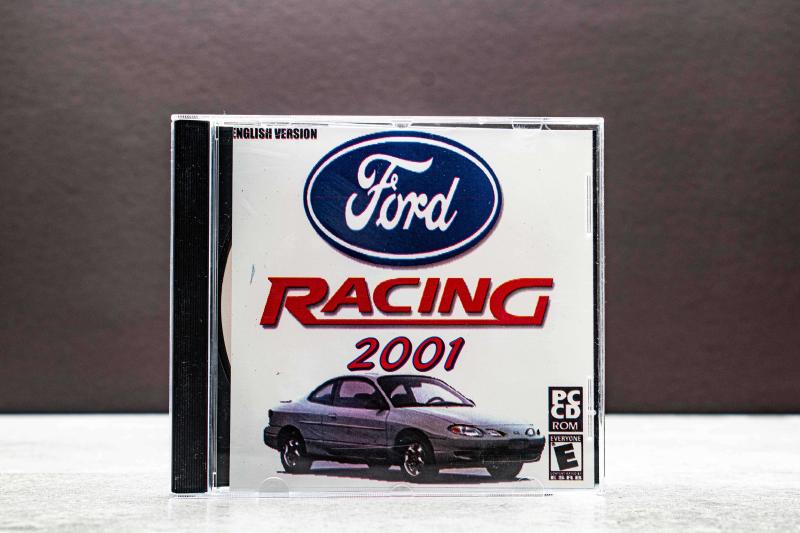 ENGLISH VERSION
Ford
RACING
2001
PC
CD
ROM
EVERYONE
E
ESRB